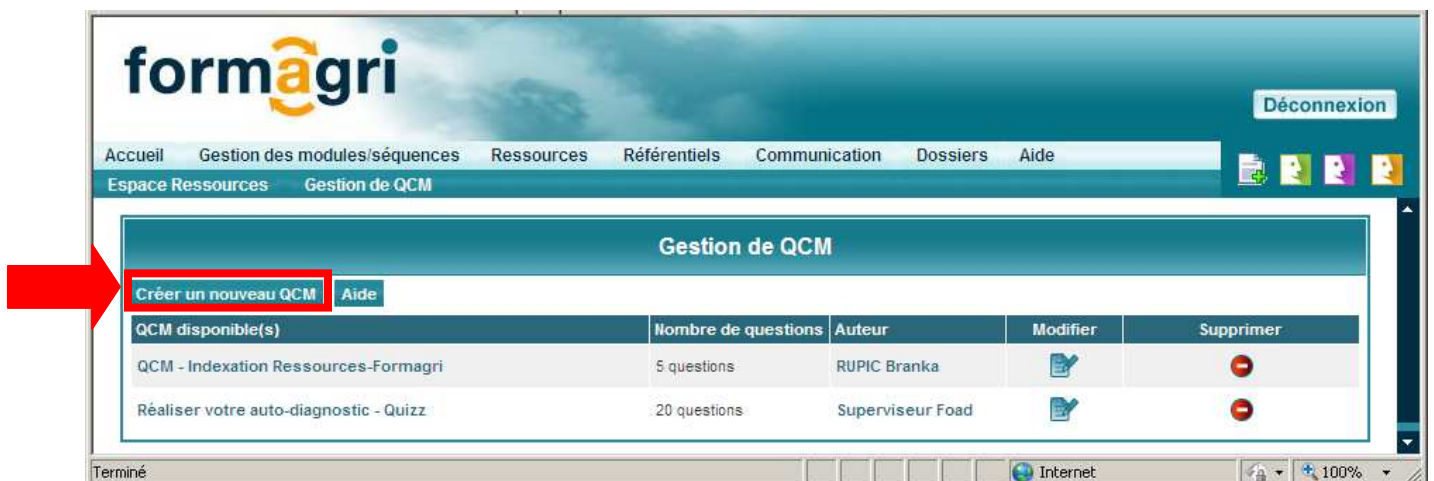 formagri
Déconnexion
Accueil Gestion des modules/séquences Ressources Référentiels Communication Dossiers Aide
Espace Ressources Gestion de QCM
Gestion de QCM
Créer un nouveau QCM Aide
QCM disponible(s) Nombre de questions Auteur Modifier Supprimer
QCM - Indexation Ressources-Formagri 5 questions RUPIC Branka
Réaliser votre auto-diagnostic - Quizz 20 questions Superviseur Foad
Terminé Internet 100%